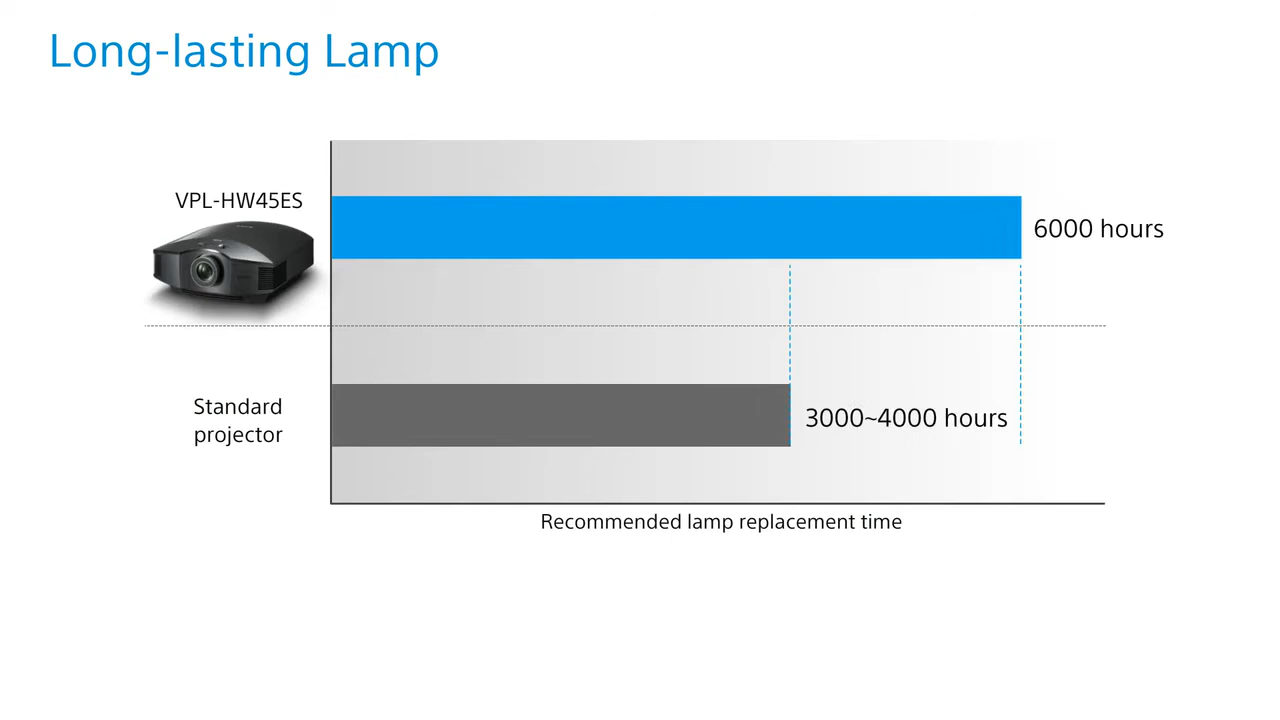 Long-lasting Lamp
VPL-HW45ES
6000 hours
Standard
projector
3000~4000 hours
Recommended lamp replacement time